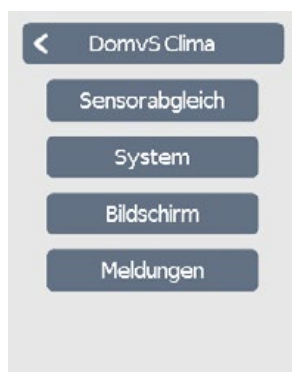 DomvS Clima
Sensorabgleich
System
Bildschirm
Meldungen